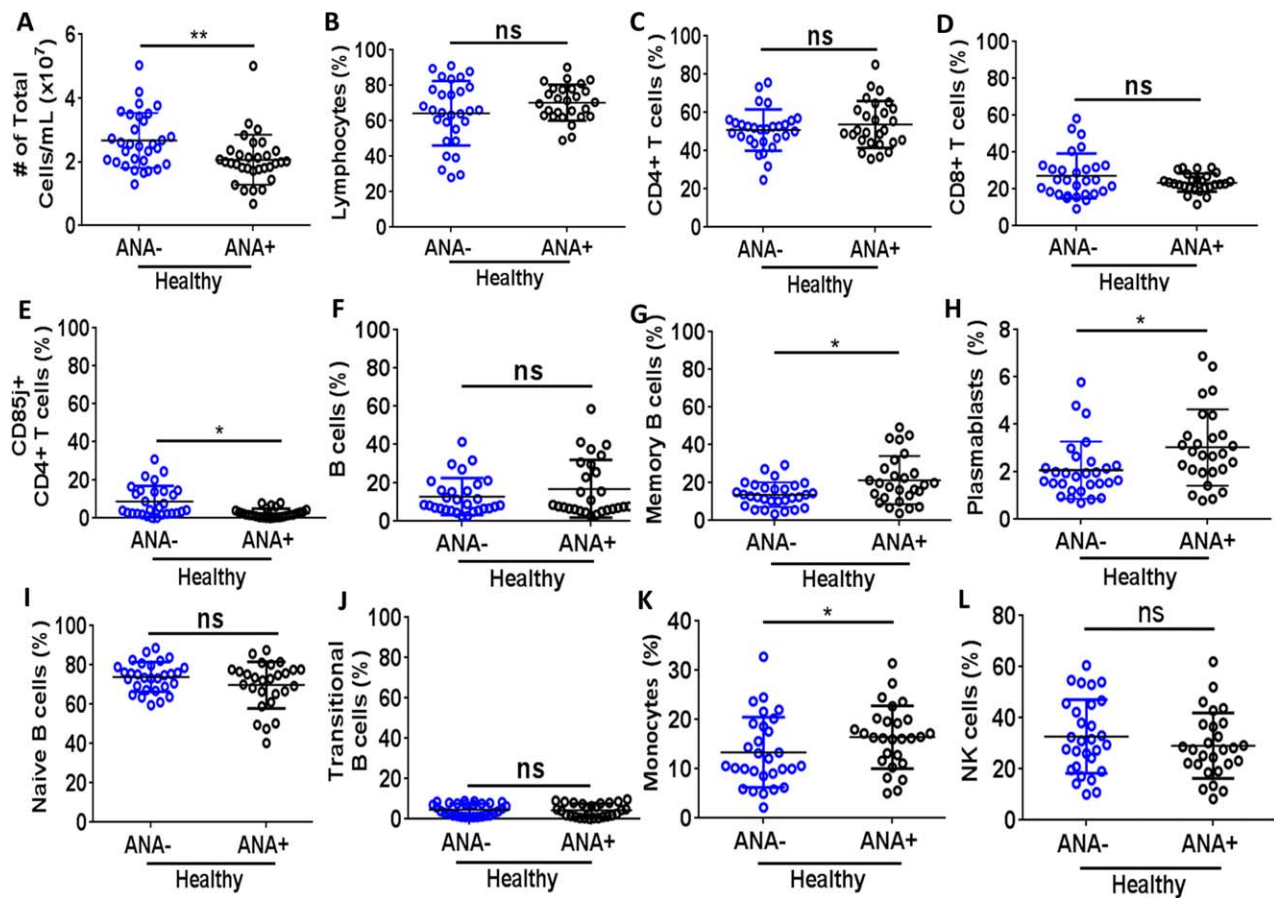 A
# of Total
Cells/mL (x10⁷)
6
4
2
0
**
ANA-
ANA+
Healthy
B
Lymphocytes (%)
100
80
60
40
20
0
ns
ANA-
ANA+
Healthy
C
CD4+ T cells (%)
100
80
60
40
20
0
ns
ANA-
ANA+
Healthy
D
CD8+ T cells (%)
100
80
60
40
20
0
ns
ANA-
ANA+
Healthy
E
CD85j+
CD4+ T cells (%)
100
80
60
40
20
0
*
ANA-
ANA+
Healthy
F
B cells (%)
100
80
60
40
20
0
ns
ANA-
ANA+
Healthy
G
Memory B cells (%)
100
80
60
40
20
0
*
ANA-
ANA+
Healthy
H
Plasmablasts (%)
8
6
4
2
0
*
ANA-
ANA+
Healthy
I
Naive B cells (%)
100
80
60
40
20
0
ns
ANA-
ANA+
Healthy
J
Transitional
B cells (%)
100
80
60
40
20
0
ns
ANA-
ANA+
Healthy
K
Monocytes (%)
40
30
20
10
0
*
ANA-
ANA+
Healthy
L
NK cells (%)
80
60
40
20
0
ns
ANA-
ANA+
Healthy